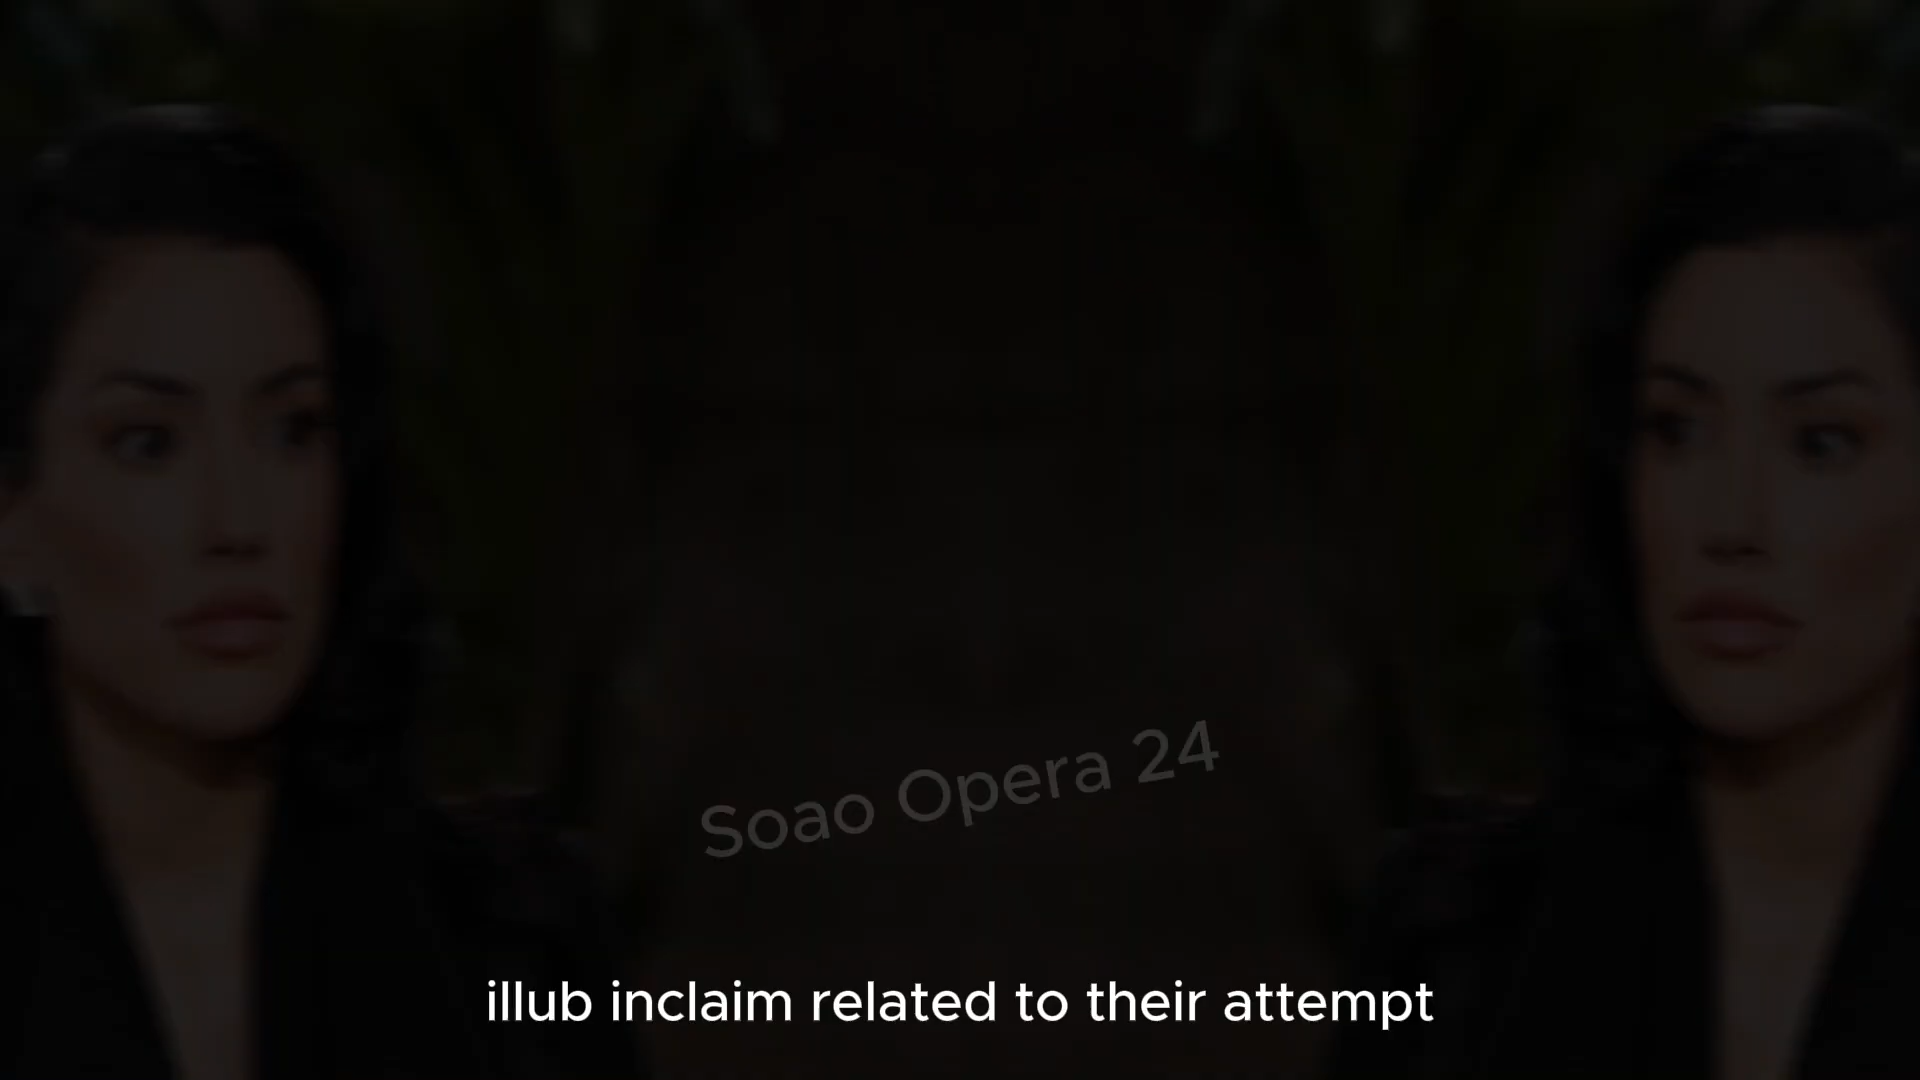 Soao Opera 24
illub inclaim related to their attempt